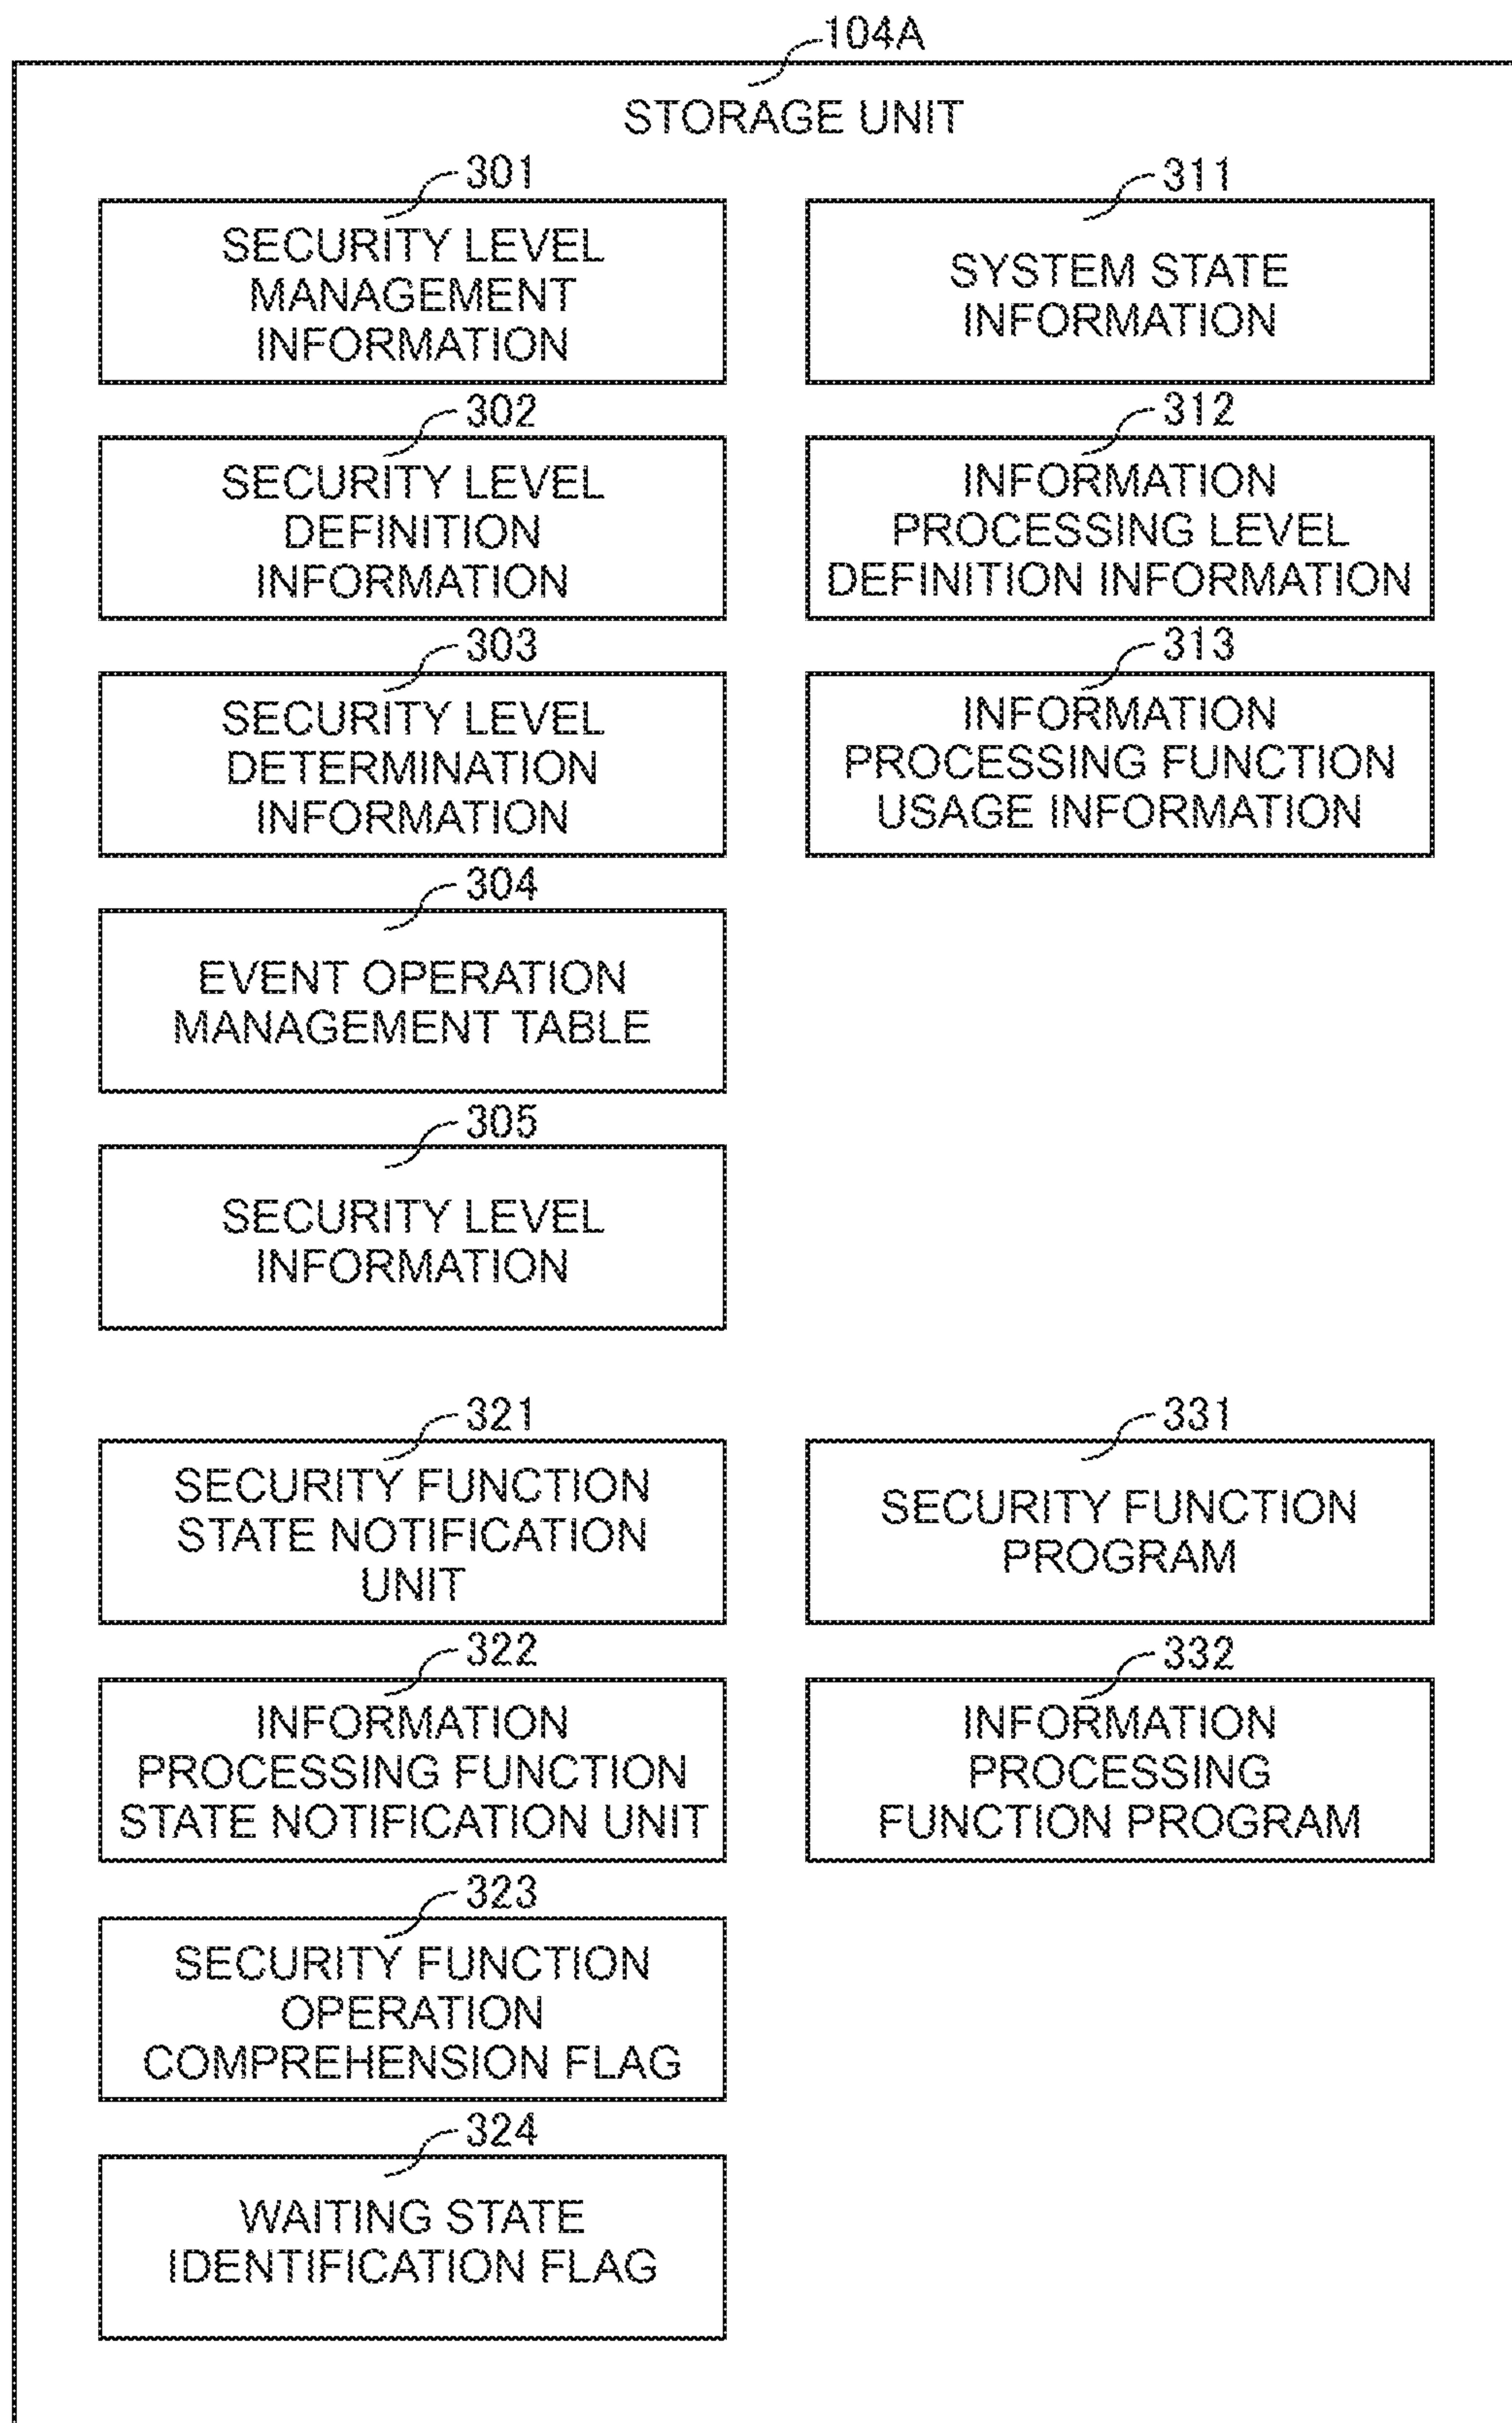 104A
STORAGE UNIT
301
SECURITY LEVEL
MANAGEMENT
INFORMATION
311
SYSTEM STATE
INFORMATION
302
SECURITY LEVEL
DEFINITION
INFORMATION
312
INFORMATION
PROCESSING LEVEL
DEFINITION INFORMATION
303
SECURITY LEVEL
DETERMINATION
INFORMATION
313
INFORMATION
PROCESSING FUNCTION
USAGE INFORMATION
304
EVENT OPERATION
MANAGEMENT TABLE
305
SECURITY LEVEL
INFORMATION
321
SECURITY FUNCTION
STATE NOTIFICATION
UNIT
331
SECURITY FUNCTION
PROGRAM
322
INFORMATION
PROCESSING FUNCTION
STATE NOTIFICATION UNIT
332
INFORMATION
PROCESSING
FUNCTION PROGRAM
323
SECURITY FUNCTION
OPERATION
COMPREHENSION FLAG
324
WAITING STATE
IDENTIFICATION FLAG